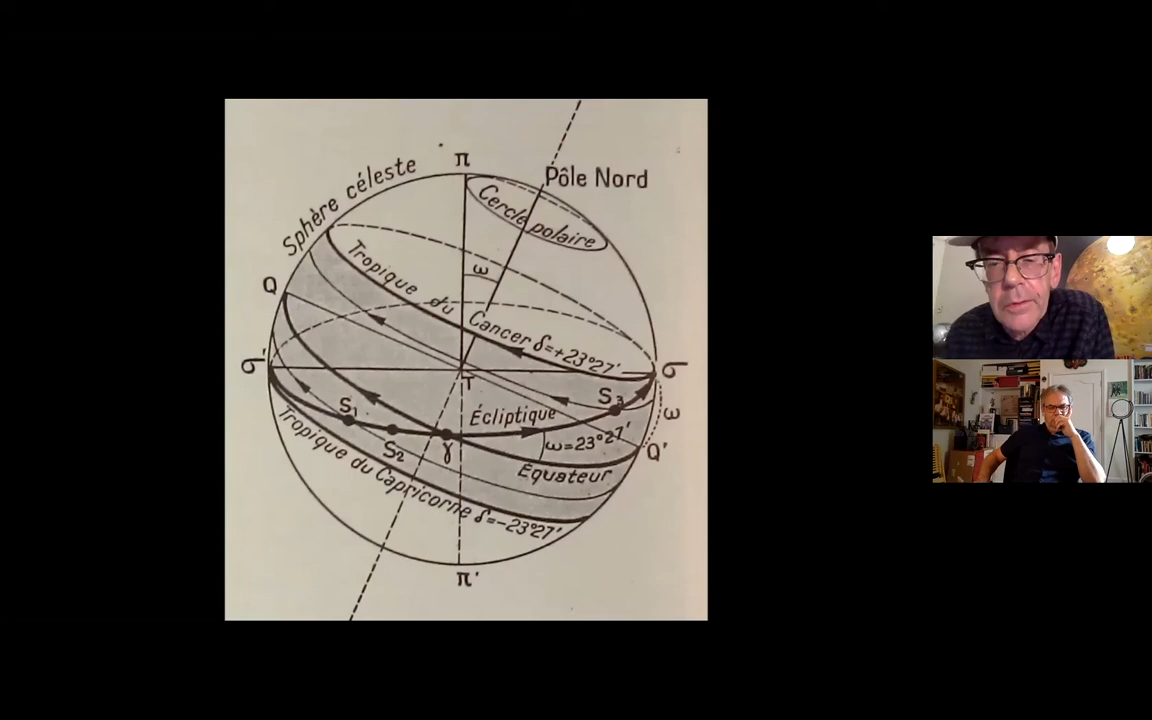 π
Pôle Nord
Sphère céleste
Cercle polaire
ω
Q
Tropique du Cancer δ=+23°27'
T
S₁
S₂
γ
Écliptique
S₃
ω
ω=23°27'
Q'
Équateur
Tropique du Capricorne δ=−23°27'
π'